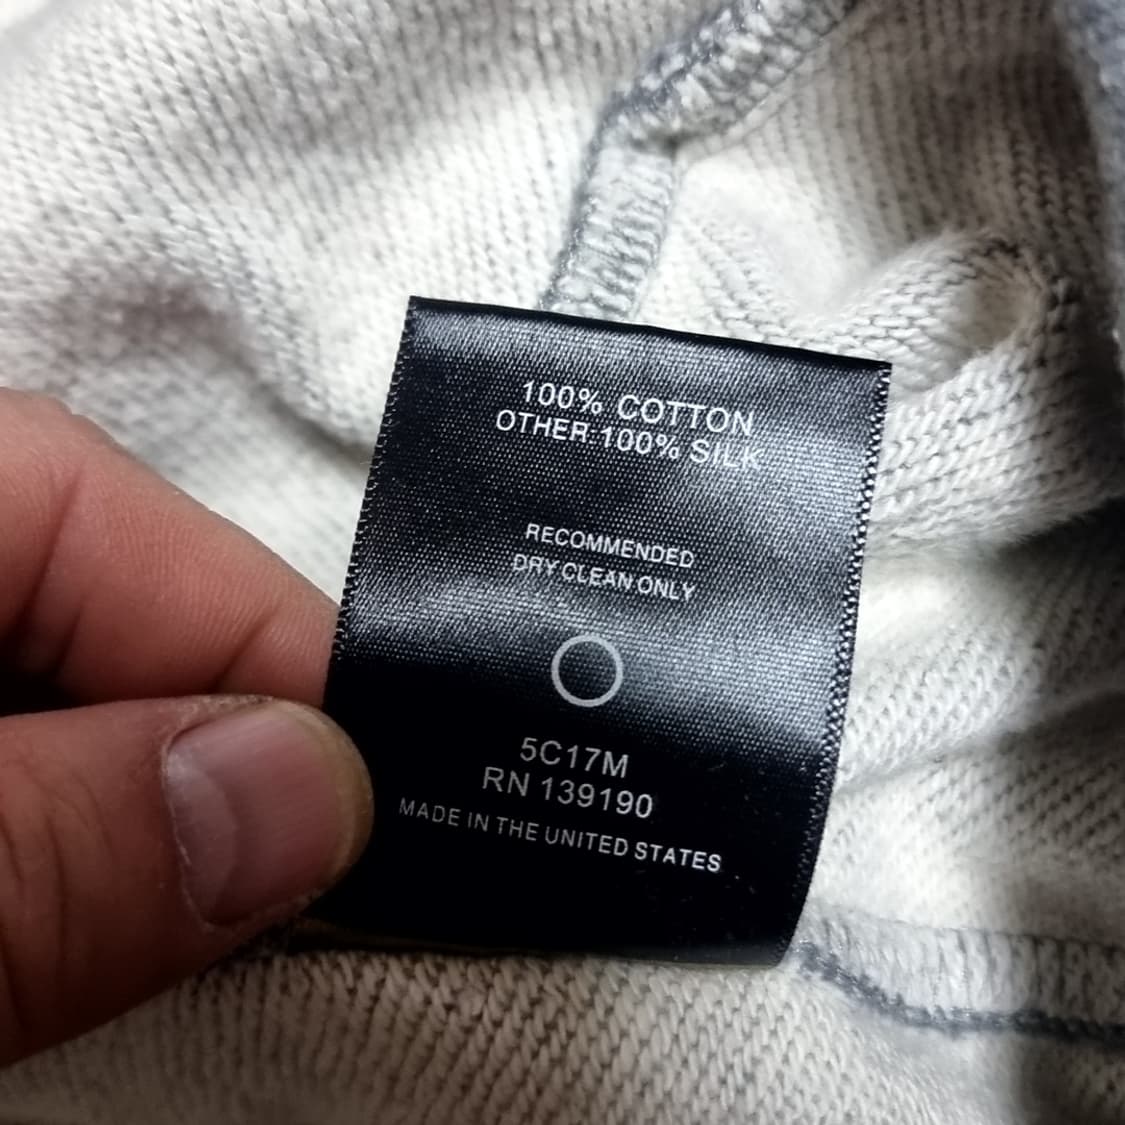 100% COTTON
OTHER:100% SILK
RECOMMENDED
DRY CLEAN ONLY
5C17M
RN 139190
MADE IN THE UNITED STATES